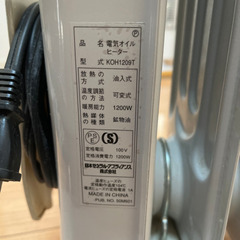 品 名 電気オイル
ヒーター
型 式 KOH1209T
放熱の
方式 油入式
温度調節
の方式 可変式
暖房能力 1200W
熱媒体
の種類 鉱物油
PSE
S
定格電圧 100V
定格消費電力 1200W
株式会社
MADE IN CHINA